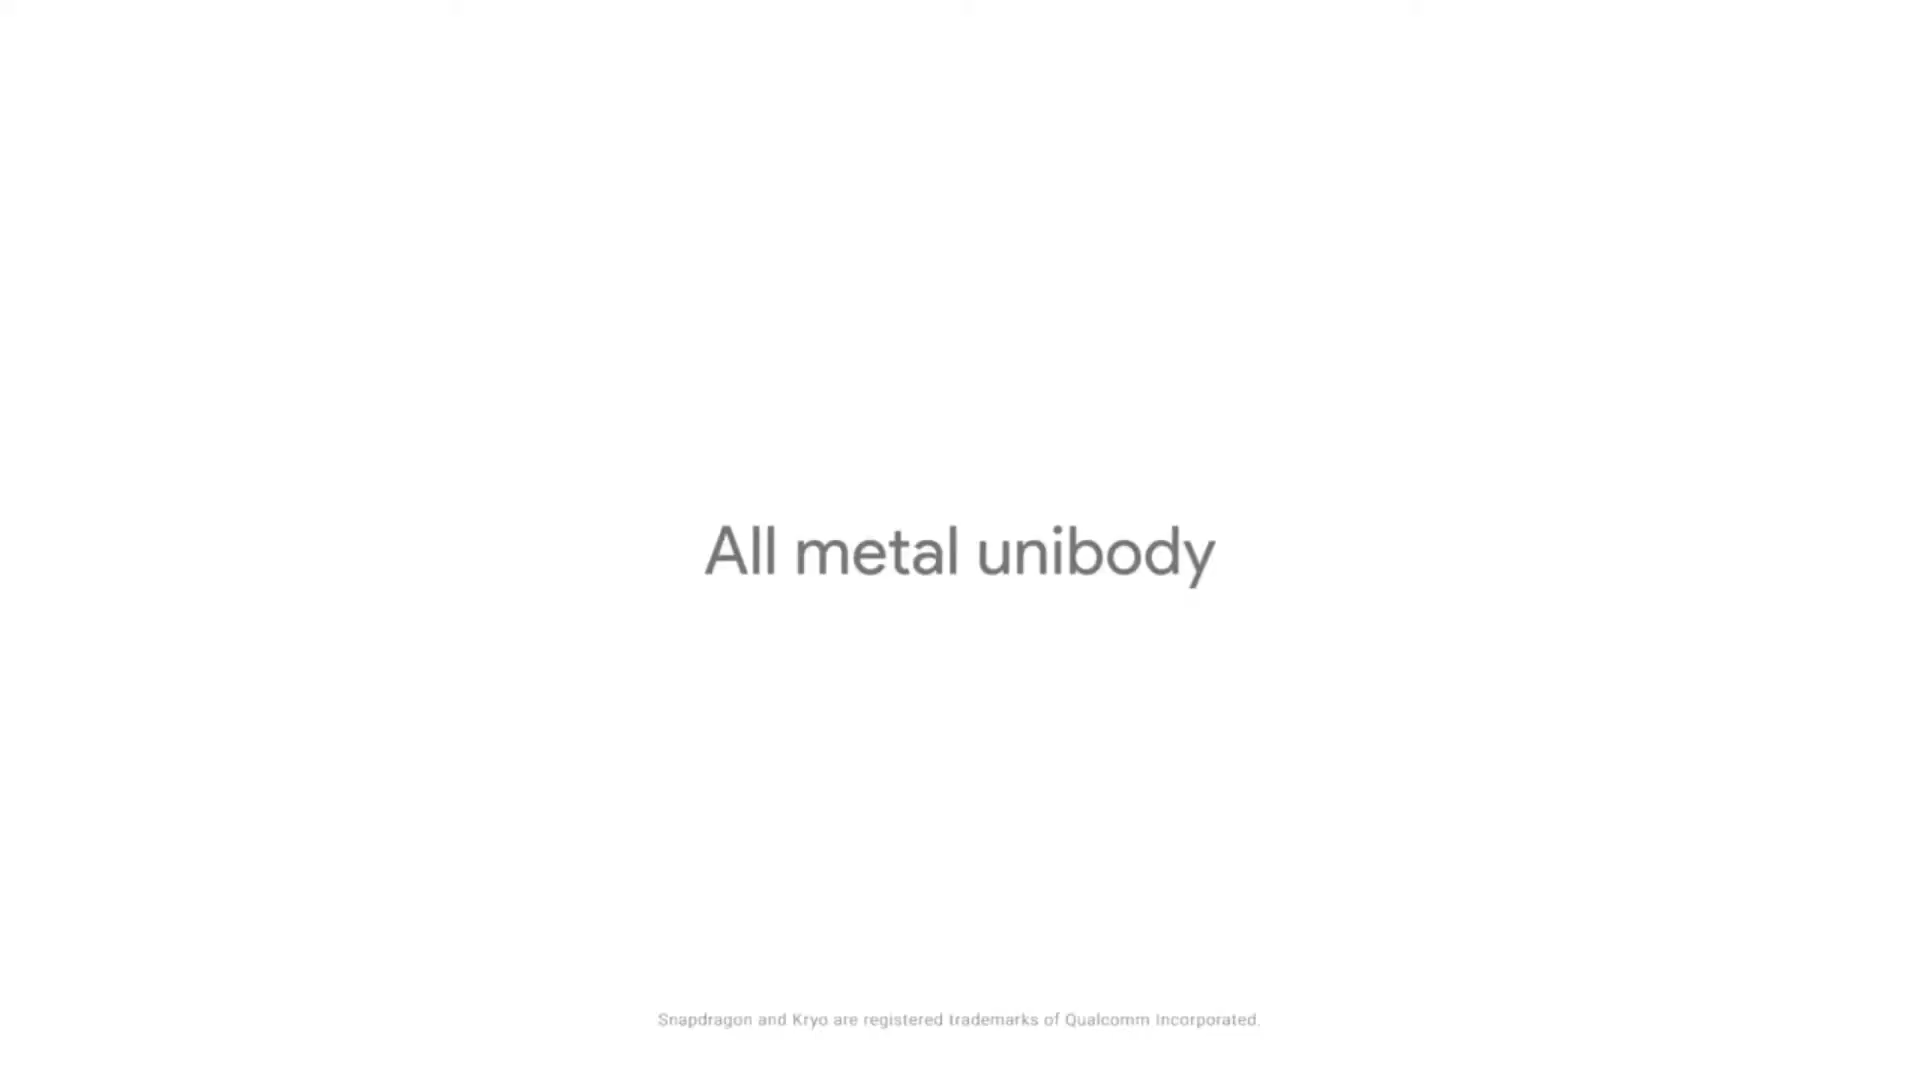 All metal unibody
Snapdragon and Kryo are registered trademarks of Qualcomm Incorporated.